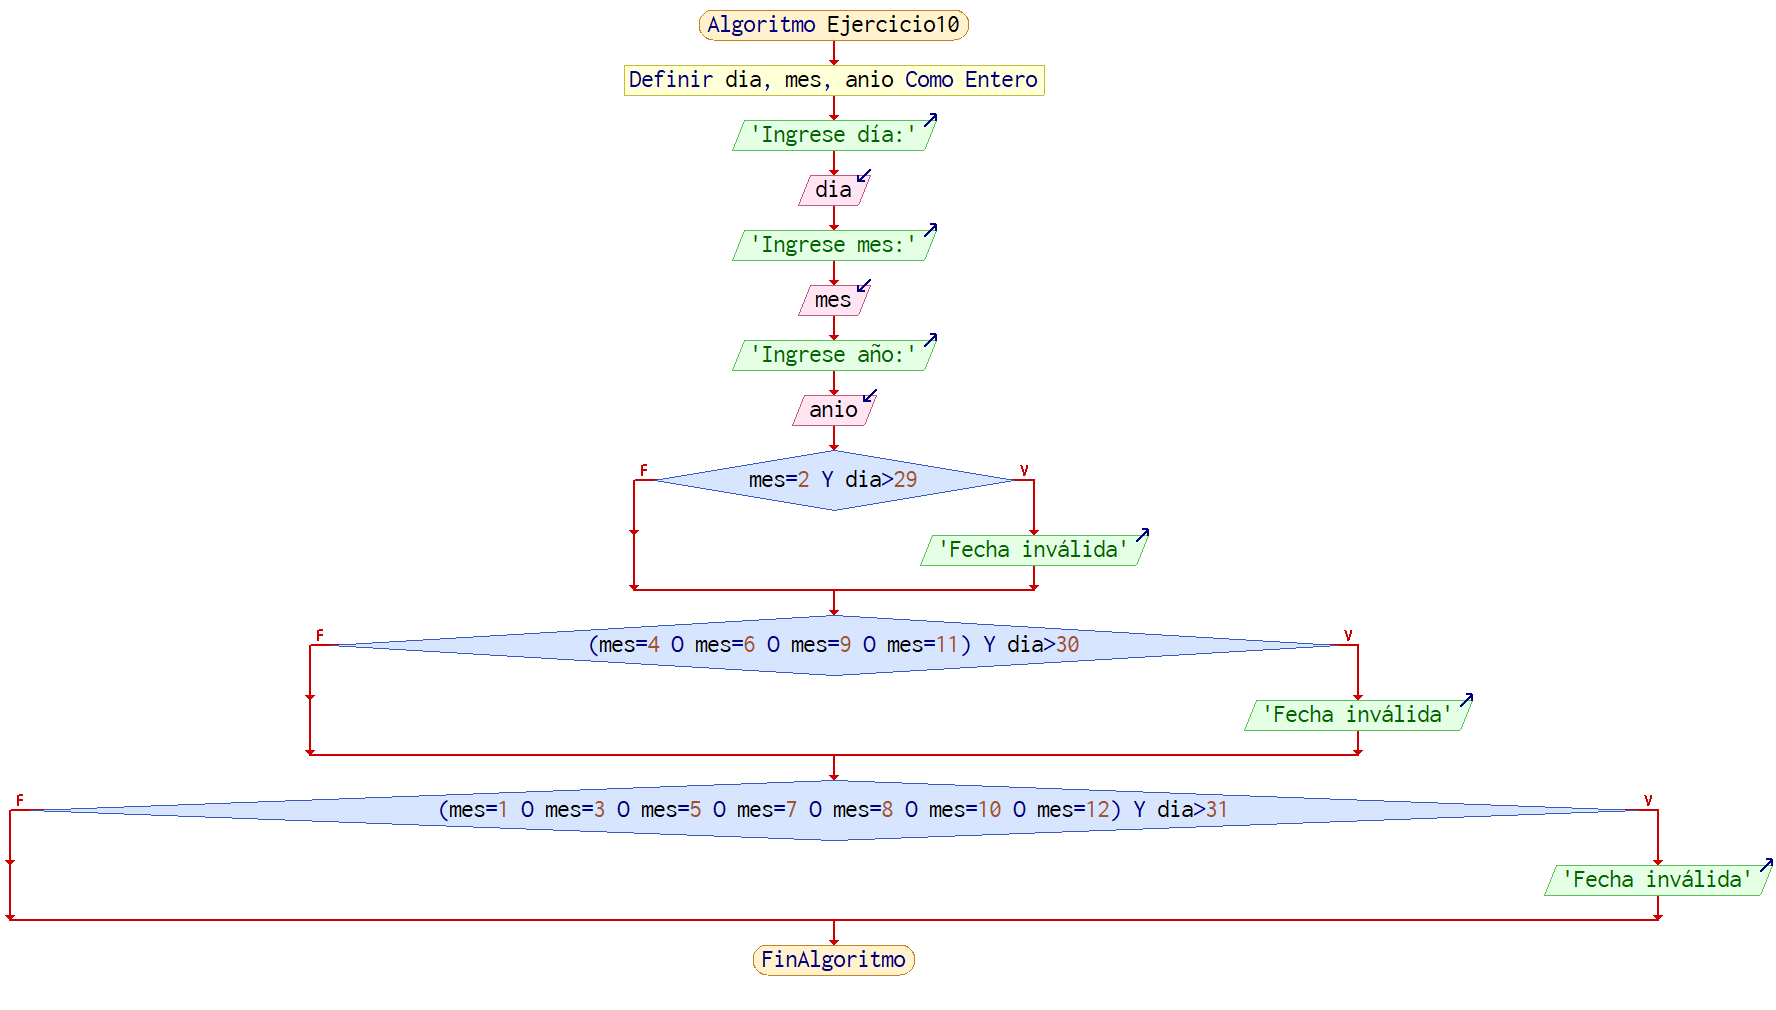 Algoritmo Ejercicio10
Definir dia, mes, anio Como Entero
'Ingrese día:'
dia
'Ingrese mes:'
mes
'Ingrese año:'
anio
F
V
mes=2 Y dia>29
'Fecha inválida'
F
V
(mes=4 O mes=6 O mes=9 O mes=11) Y dia>30
'Fecha inválida'
F
V
(mes=1 O mes=3 O mes=5 O mes=7 O mes=8 O mes=10 O mes=12) Y dia>31
'Fecha inválida'
FinAlgoritmo